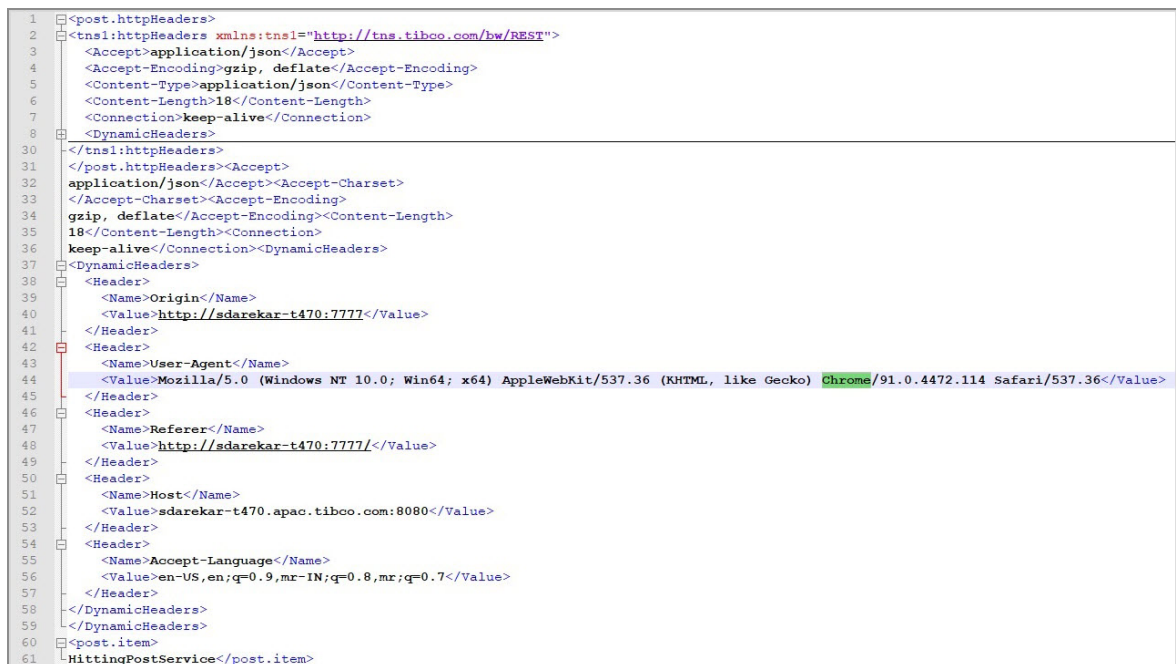 1 <post.httpHeaders>
2 <tns1:httpHeaders xmlns:tns1="http://tns.tibco.com/bw/REST">
3 <Accept>application/json</Accept>
4 <Accept-Encoding>gzip, deflate</Accept-Encoding>
5 <Content-Type>application/json</Content-Type>
6 <Content-Length>18</Content-Length>
7 <Connection>keep-alive</Connection>
8 <DynamicHeaders>
30 </tns1:httpHeaders>
31 </post.httpHeaders><Accept>
32 application/json</Accept><Accept-Charset>
33 </Accept-Charset><Accept-Encoding>
34 gzip, deflate</Accept-Encoding><Content-Length>
35 18</Content-Length><Connection>
36 keep-alive</Connection><DynamicHeaders>
37 <DynamicHeaders>
38 <Header>
39 <Name>Origin</Name>
40 <Value>http://sdarekar-t470:7777</Value>
41 </Header>
42 <Header>
43 <Name>User-Agent</Name>
44 <Value>Mozilla/5.0 (Windows NT 10.0; Win64; x64) AppleWebKit/537.36 (KHTML, like Gecko) Chrome/91.0.4472.114 Safari/537.36</Value>
45 </Header>
46 <Header>
47 <Name>Referer</Name>
48 <Value>http://sdarekar-t470:7777/</Value>
49 </Header>
50 <Header>
51 <Name>Host</Name>
52 <Value>sdarekar-t470.apac.tibco.com:8080</Value>
53 </Header>
54 <Header>
55 <Name>Accept-Language</Name>
56 <Value>en-US,en;q=0.9,mr-IN;q=0.8,mr;q=0.7</Value>
57 </Header>
58 </DynamicHeaders>
59 </DynamicHeaders>
60 <post.item>
61 HittingPostService</post.item>